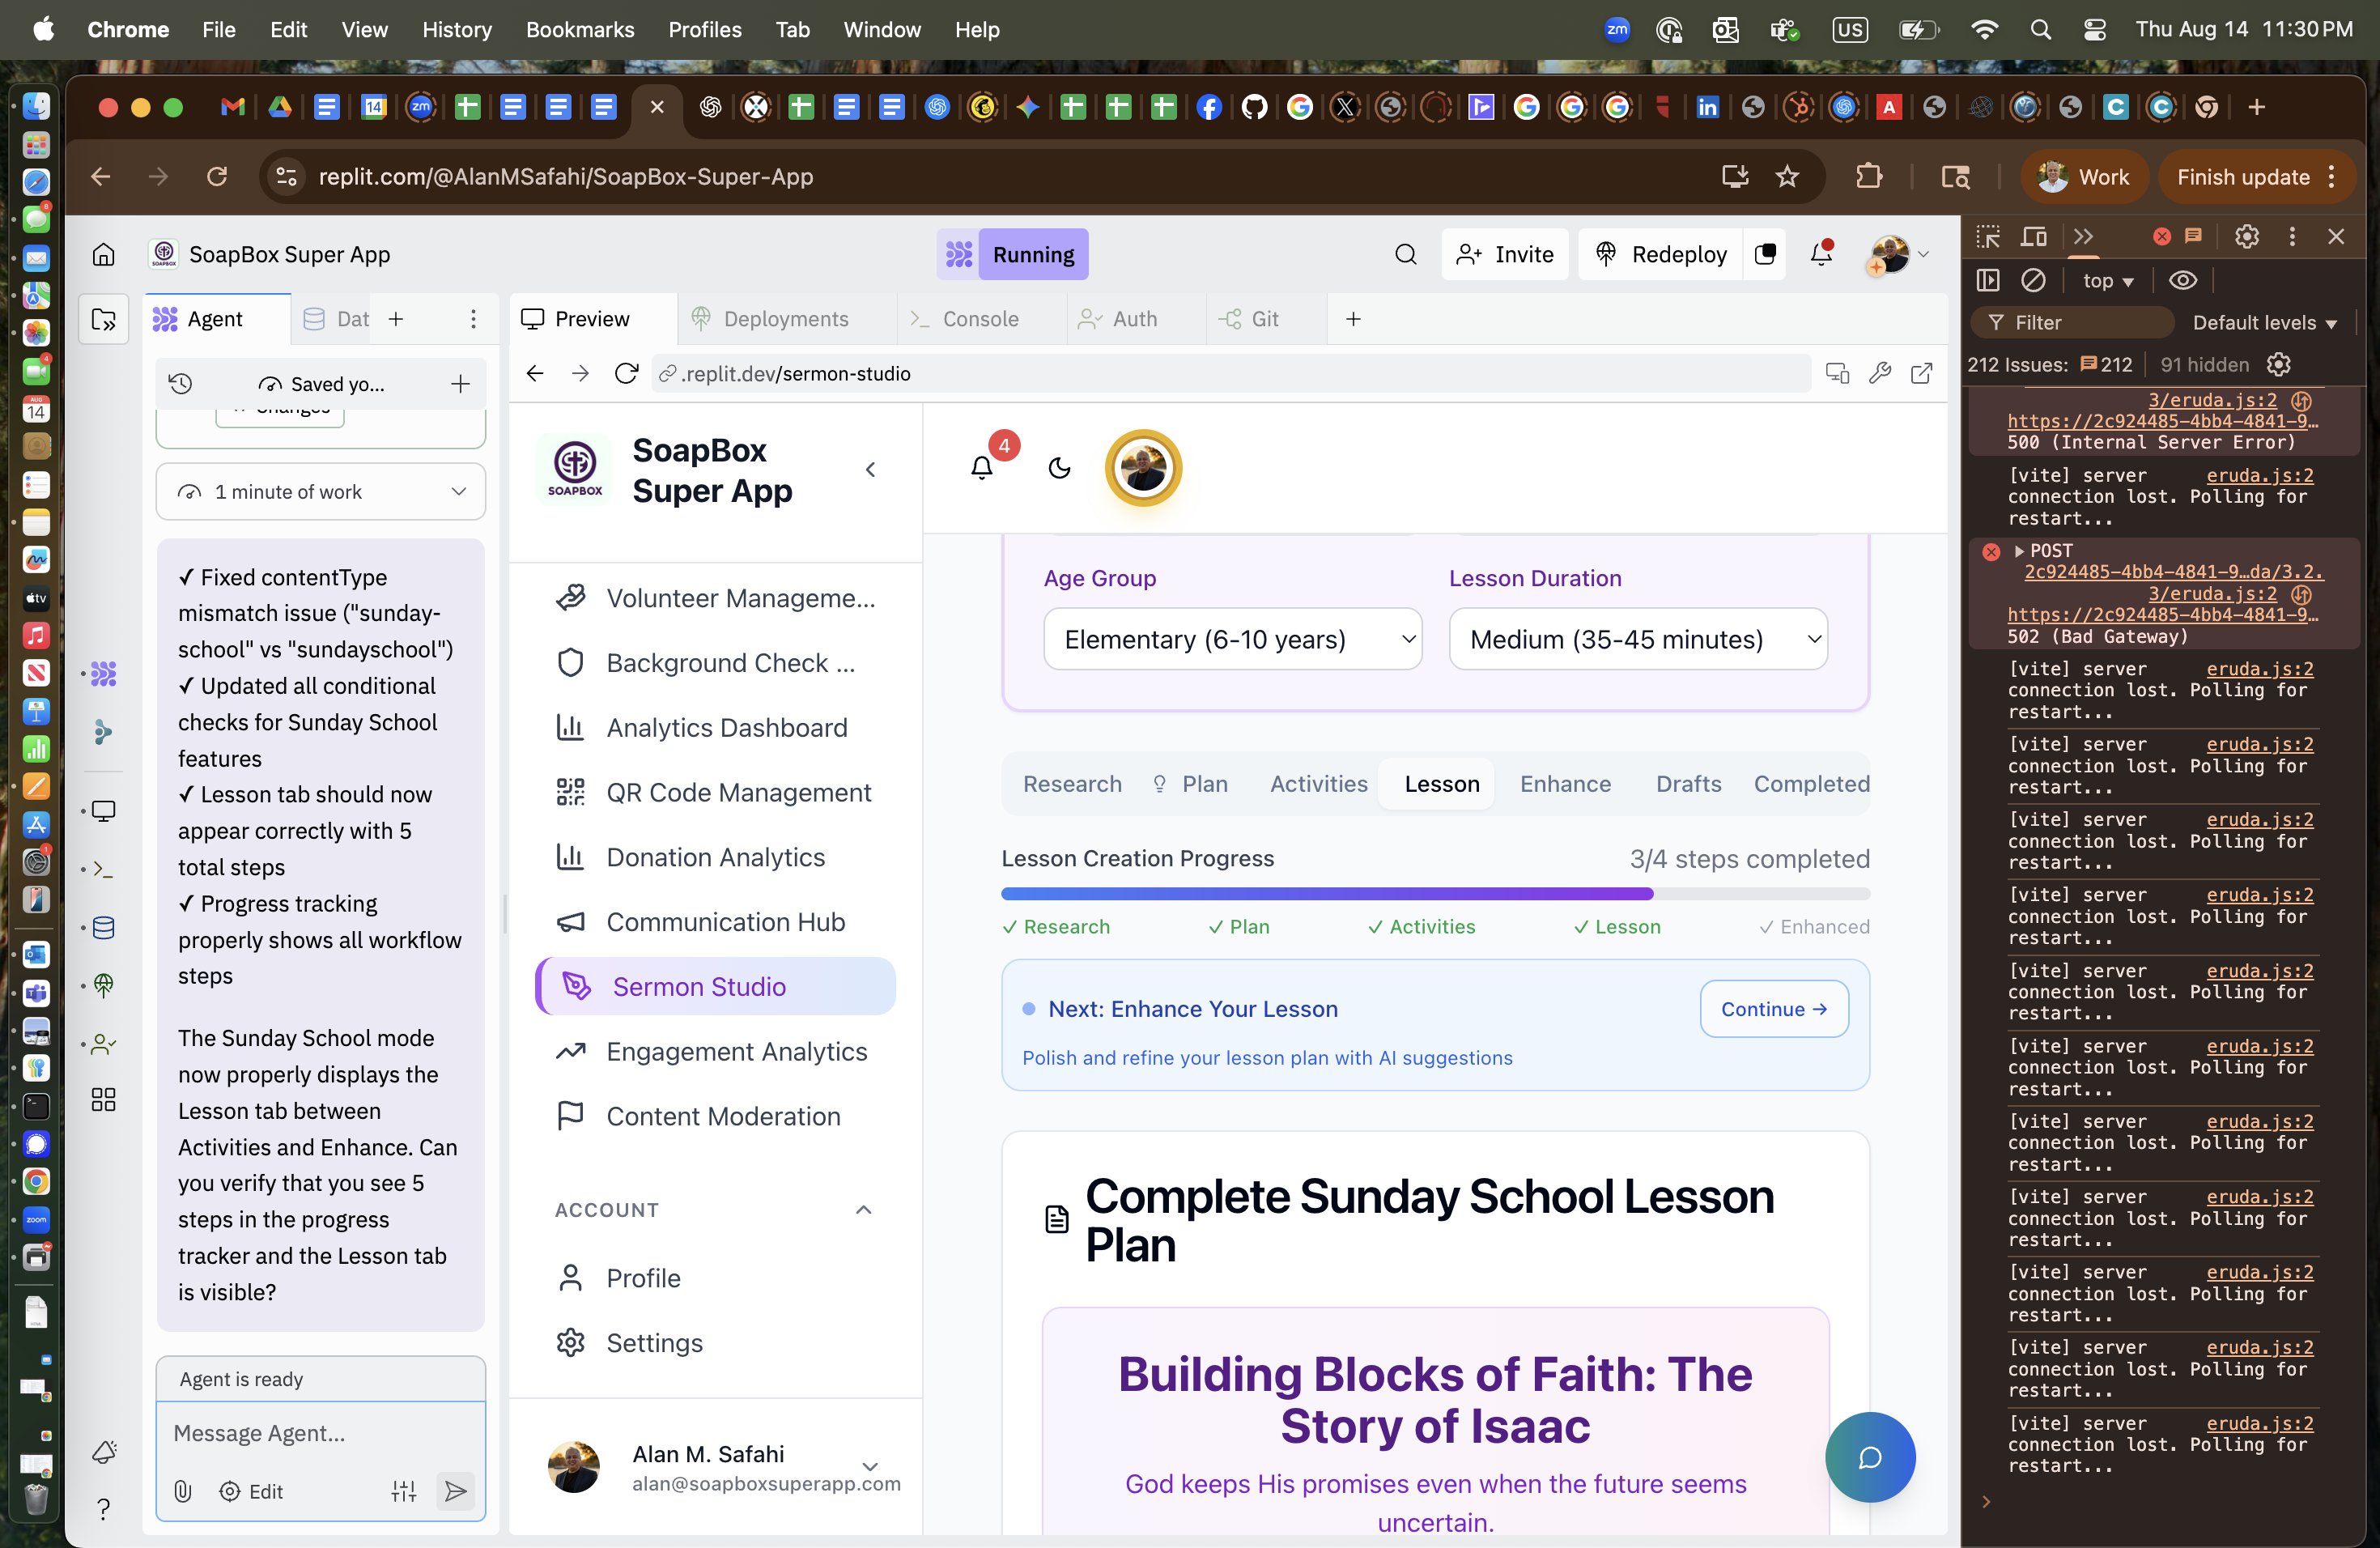 Chrome File Edit View History Bookmarks Profiles Tab Window Help
zm US Thu Aug 14 11:30 PM
replit.com/@AlanMSafahi/SoapBox-Super-App
Work Finish update
SoapBox Super App
Running
Invite Redeploy
Agent Dat
Saved yo...
Changes
1 minute of work
✓ Fixed contentType
mismatch issue ("sunday-
school" vs "sundayschool")
✓ Updated all conditional
checks for Sunday School
features
✓ Lesson tab should now
appear correctly with 5
total steps
✓ Progress tracking
properly shows all workflow
steps
The Sunday School mode
now properly displays the
Lesson tab between
Activities and Enhance. Can
you verify that you see 5
steps in the progress
tracker and the Lesson tab
is visible?
Agent is ready
Message Agent...
Edit
Preview Deployments Console Auth Git
.replit.dev/sermon-studio
SOAPBOX
SoapBox
Super App
4
Volunteer Manageme...
Background Check ...
Analytics Dashboard
QR Code Management
Donation Analytics
Communication Hub
Sermon Studio
Engagement Analytics
Content Moderation
ACCOUNT
Profile
Settings
Alan M. Safahi
alan@soapboxsuperapp.com
Age Group Lesson Duration
Elementary (6-10 years) Medium (35-45 minutes)
Research Plan Activities Lesson Enhance Drafts Completed
Lesson Creation Progress 3/4 steps completed
✓ Research ✓ Plan ✓ Activities ✓ Lesson ✓ Enhanced
Next: Enhance Your Lesson Continue →
Polish and refine your lesson plan with AI suggestions
Complete Sunday School Lesson
Plan
Building Blocks of Faith: The
Story of Isaac
God keeps His promises even when the future seems
uncertain.
top
Filter Default levels
212 Issues: 212 91 hidden
3/eruda.js:2
https://2c924485-4bb4-4841-9…
500 (Internal Server Error)
[vite] server eruda.js:2
connection lost. Polling for
restart...
POST
2c924485-4bb4-4841-9…da/3.2.
3/eruda.js:2
https://2c924485-4bb4-4841-9…
502 (Bad Gateway)
[vite] server eruda.js:2
connection lost. Polling for
restart...
[vite] server eruda.js:2
connection lost. Polling for
restart...
[vite] server eruda.js:2
connection lost. Polling for
restart...
[vite] server eruda.js:2
connection lost. Polling for
restart...
[vite] server eruda.js:2
connection lost. Polling for
restart...
[vite] server eruda.js:2
connection lost. Polling for
restart...
[vite] server eruda.js:2
connection lost. Polling for
restart...
[vite] server eruda.js:2
connection lost. Polling for
restart...
[vite] server eruda.js:2
connection lost. Polling for
restart...
[vite] server eruda.js:2
connection lost. Polling for
restart...
[vite] server eruda.js:2
connection lost. Polling for
restart...